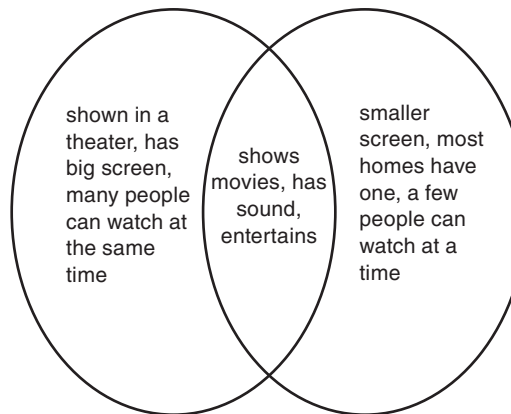 shown in a
theater, has
big screen,
many people
can watch at
the same
time
shows
movies, has
sound,
entertains
smaller
screen, most
homes have
one, a few
people can
watch at a
time